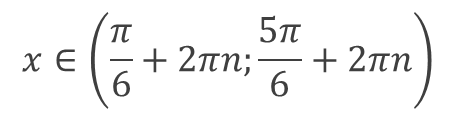 x ∈ (π/6 + 2πn; 5π/6 + 2πn)